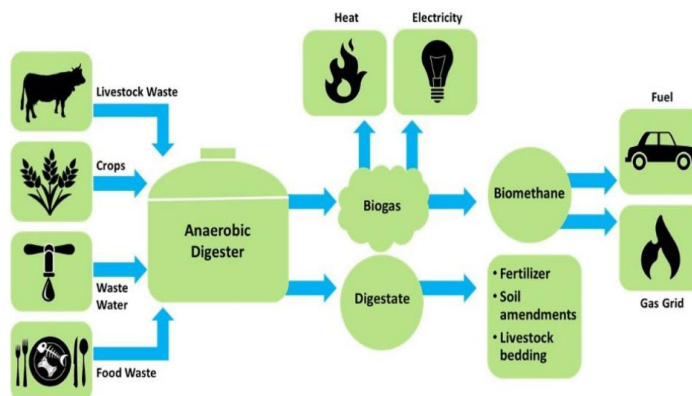 Heat
Electricity
Livestock Waste
Fuel
Crops
Anaerobic
Digester
Biogas
Biomethane
Waste
Water
Digestate
• Fertilizer
• Soil
amendments
• Livestock
bedding
Gas Grid
Food Waste